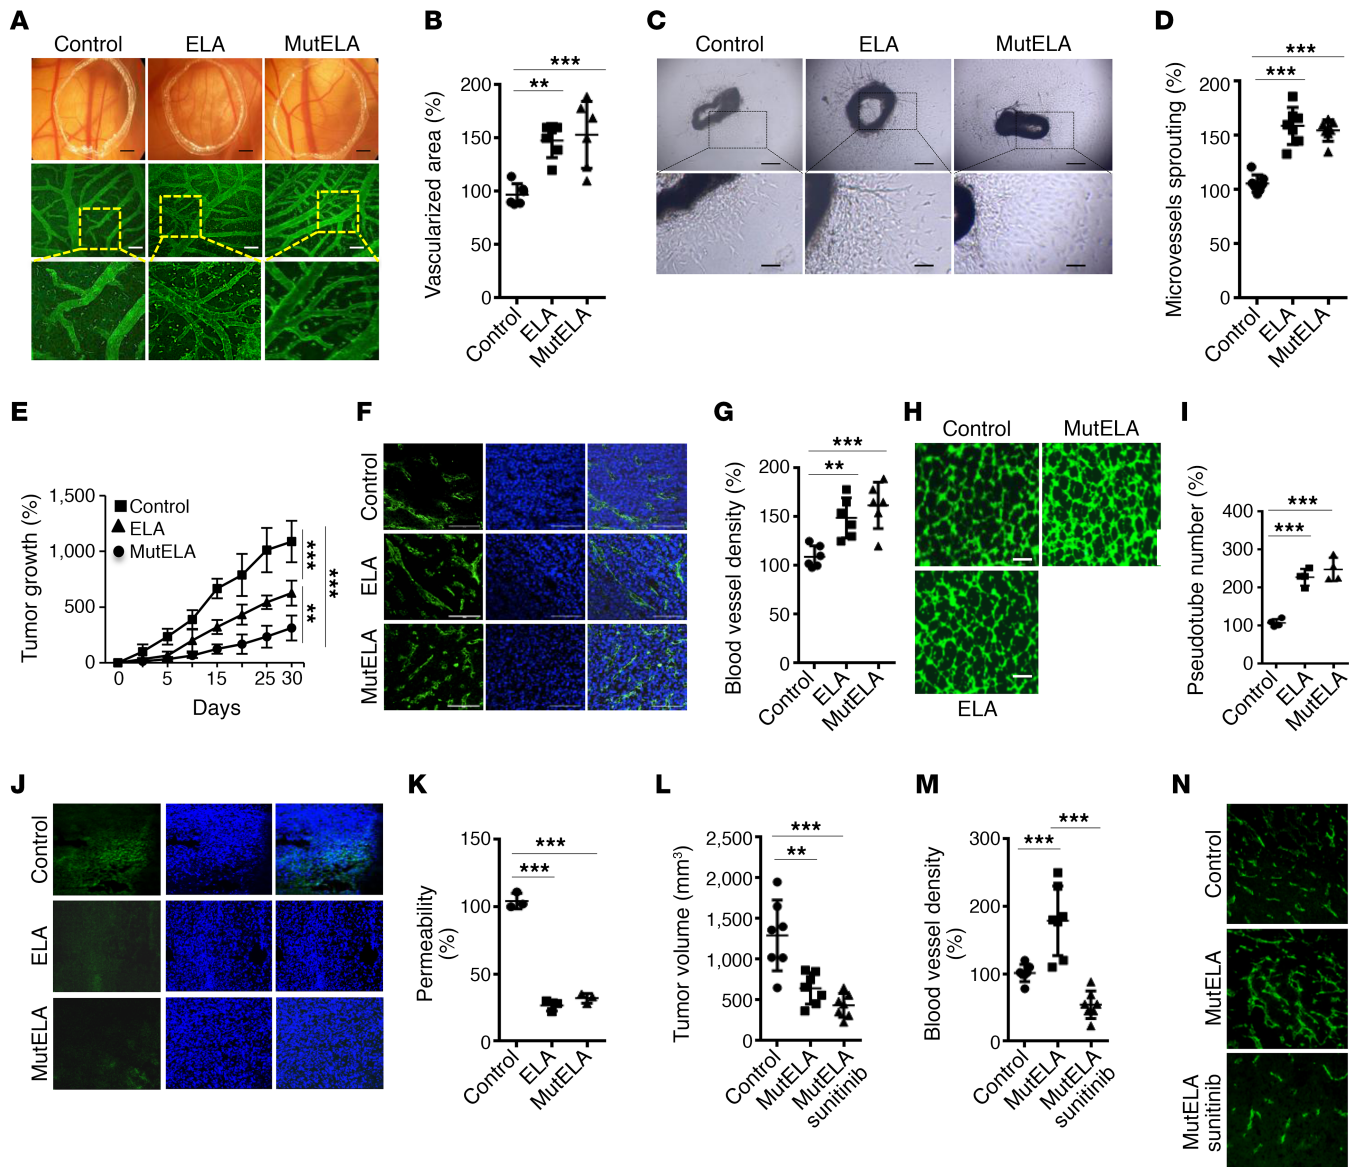 A
Control
ELA
MutELA
B
Vascularized area (%)
200
150
100
50
0
**
***
Control
ELA
MutELA
C
Control
ELA
MutELA
D
Microvessels sprouting (%)
200
150
100
50
0
***
***
Control
ELA
MutELA
E
Tumor growth (%)
1,500
1,000
500
0
Control
ELA
MutELA
***
**
***
0
5
15
25
30
Days
F
Control
ELA
MutELA
G
Blood vessel density (%)
200
150
100
50
0
***
**
Control
ELA
MutELA
H
Control
MutELA
ELA
I
Pseudotube number (%)
400
300
200
100
0
***
***
Control
ELA
MutELA
J
Control
ELA
MutELA
K
Permeability
(%)
150
100
50
0
***
***
Control
ELA
MutELA
L
Tumor volume (mm³)
2,500
2,000
1,500
1,000
500
0
***
**
Control
MutELA
MutELA
sunitinib
M
Blood vessel density
(%)
300
200
100
0
***
***
Control
MutELA
MutELA
sunitinib
N
Control
MutELA
MutELA
sunitinib